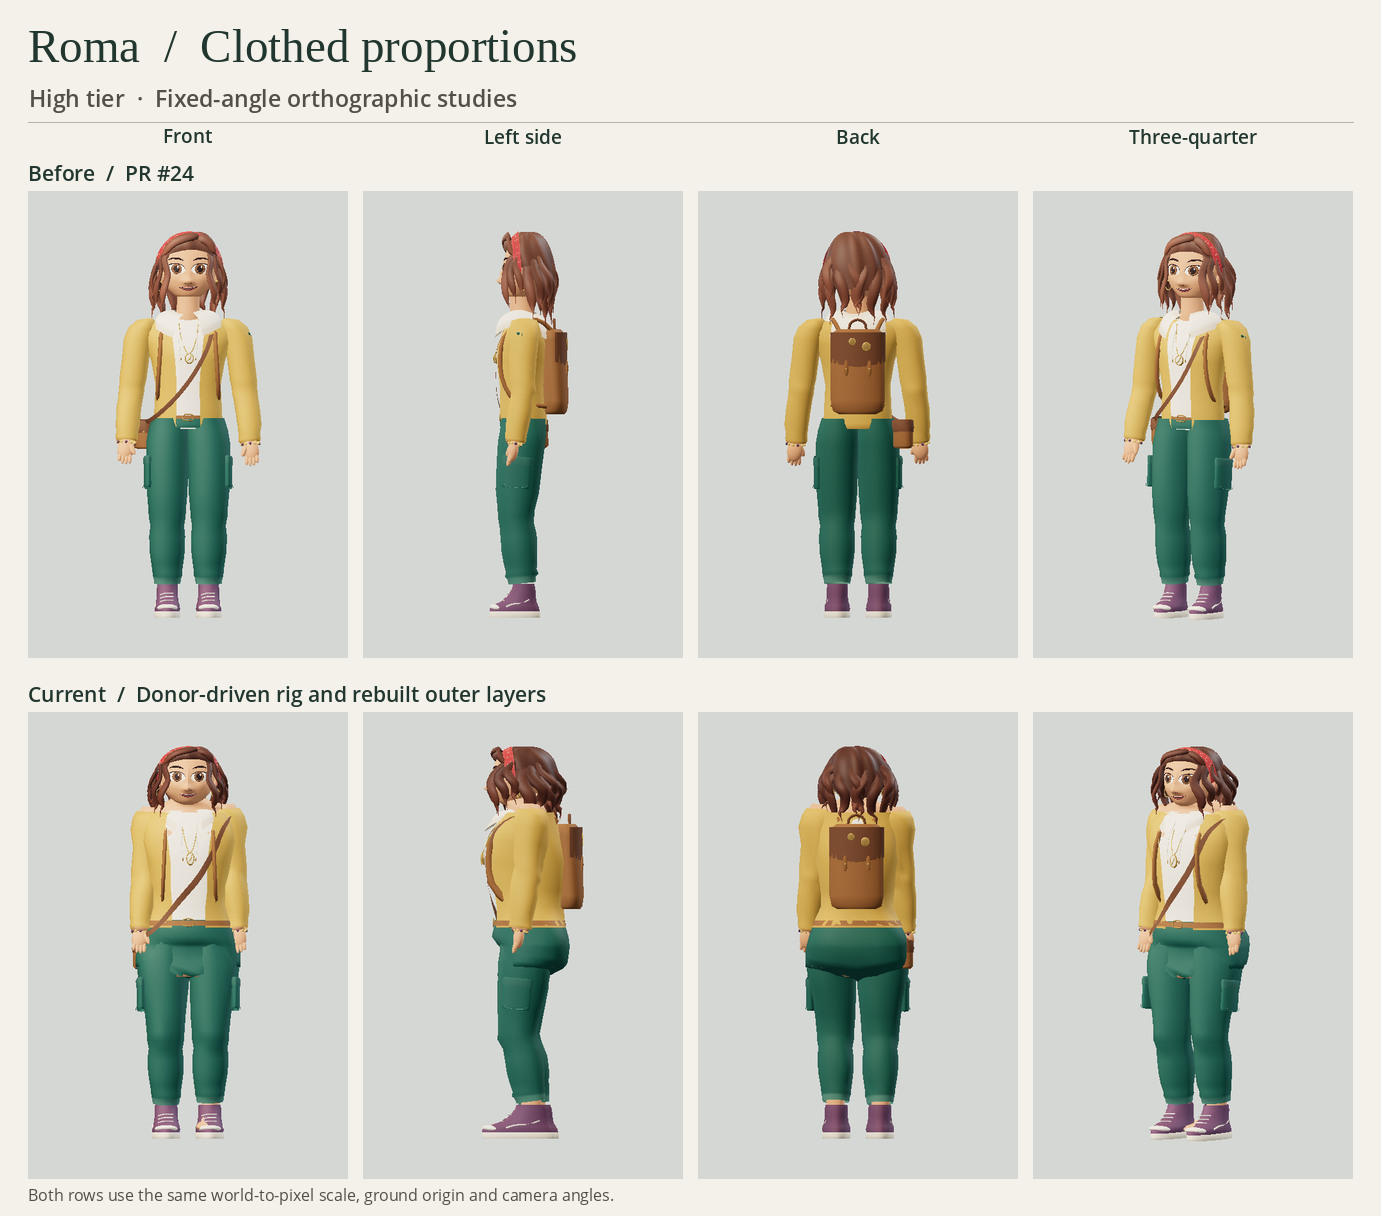 Roma / Clothed proportions
High tier · Fixed-angle orthographic studies
Front Left side Back Three-quarter
Before / PR #24
Current / Donor-driven rig and rebuilt outer layers
Both rows use the same world-to-pixel scale, ground origin and camera angles.